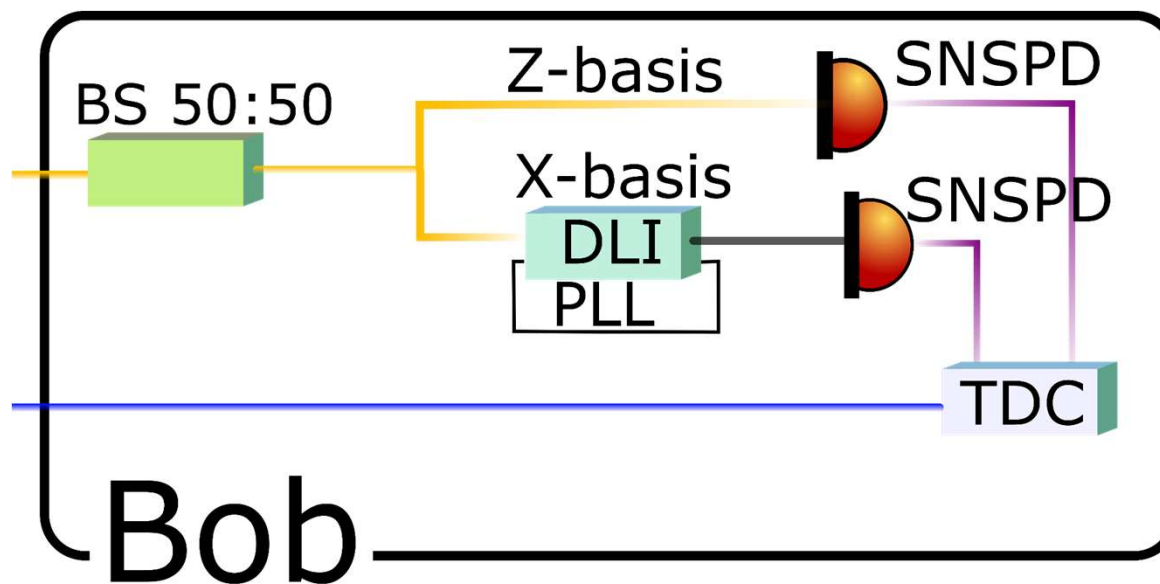 BS 50:50
Z-basis
SNSPD
X-basis
SNSPD
DLI
PLL
TDC
Bob